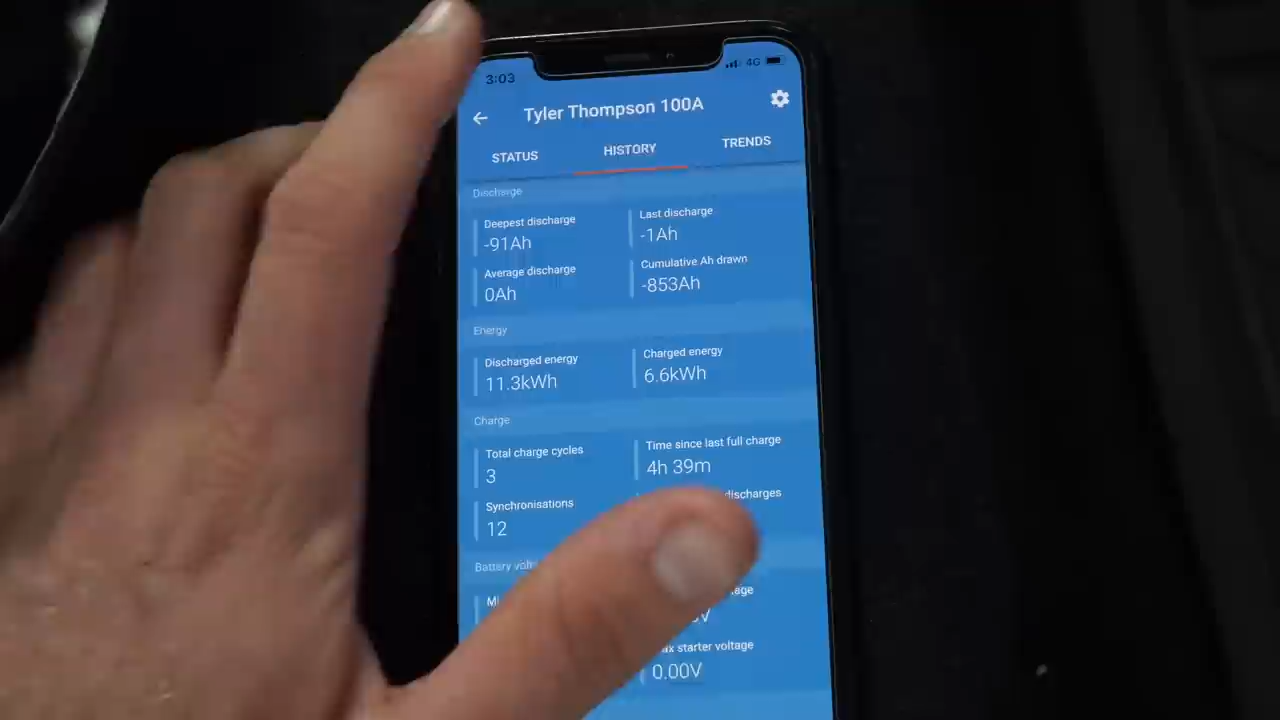 3:03
4G
Tyler Thompson 100A
STATUS HISTORY TRENDS
Discharge
Deepest discharge Last discharge
-91Ah -1Ah
Average discharge Cumulative Ah drawn
0Ah -853Ah
Energy
Discharged energy Charged energy
11.3kWh 6.6kWh
Charge
Total charge cycles Time since last full charge
3 4h 39m
Synchronisations discharges
12
Battery
starter voltage
0.00V